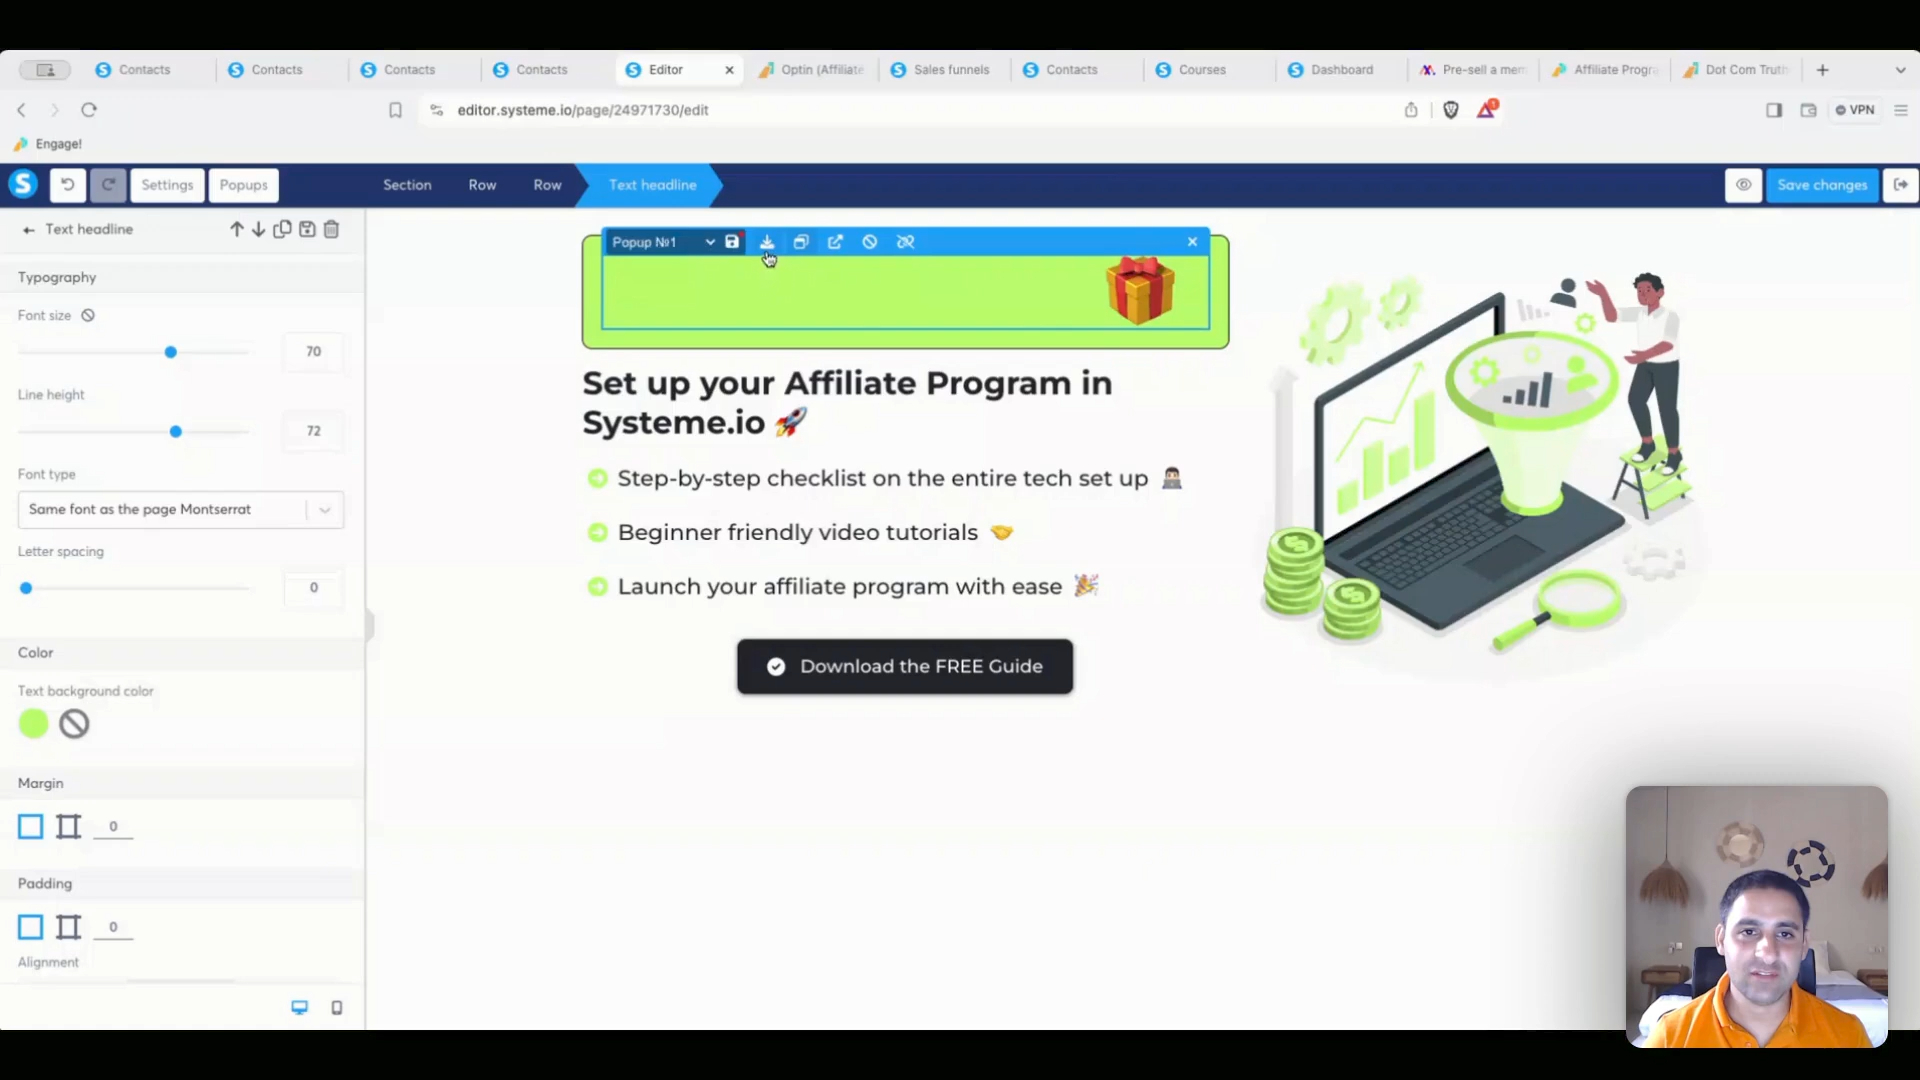 Contacts
Contacts
Contacts
Contacts
Editor
Optin (Affiliate
Sales funnels
Contacts
Courses
Dashboard
Pre-sell a mem
Affiliate Progra
Dot Com Truth
editor.systeme.io/page/24971730/edit
1
VPN
Engage!
S
Settings
Popups
Section
Row
Row
Text headline
Save changes
Text headline
Popup №1
Typography
Font size
70
Line height
72
Font type
Same font as the page Montserrat
Letter spacing
0
Color
Text background color
Margin
0
Padding
0
Alignment
Set up your Affiliate Program in
Systeme.io 🚀
Step-by-step checklist on the entire tech set up 👨🏻‍💻
Beginner friendly video tutorials 🤝
Launch your affiliate program with ease 🎉
Download the FREE Guide